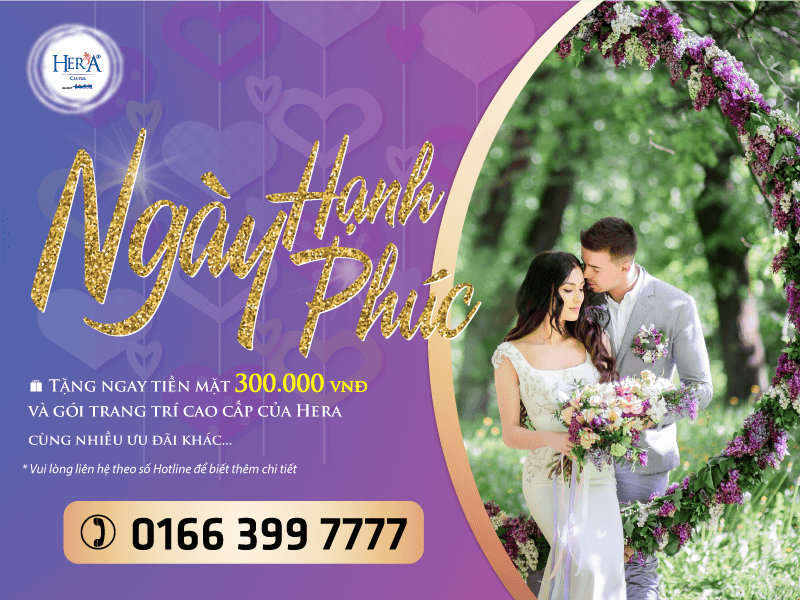 HERA®
CENTER
Ngày Hạnh
Phúc
TẶNG NGAY TIỀN MẶT 300.000 VNĐ
VÀ GÓI TRANG TRÍ CAO CẤP CỦA HERA
CÙNG NHIỀU ƯU ĐÃI KHÁC...
* Vui lòng liên hệ theo số Hotline để biết thêm chi tiết
0166 399 7777